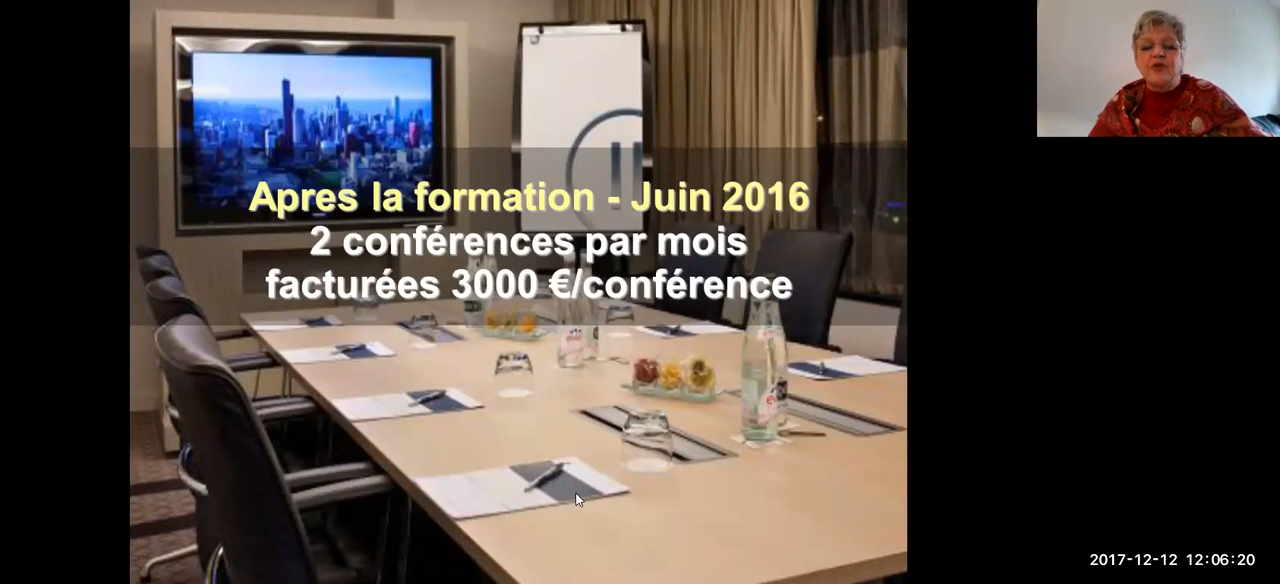 Apres la formation - Juin 2016
2 conférences par mois
facturées 3000 €/conférence
2017-12-12 12:06:20